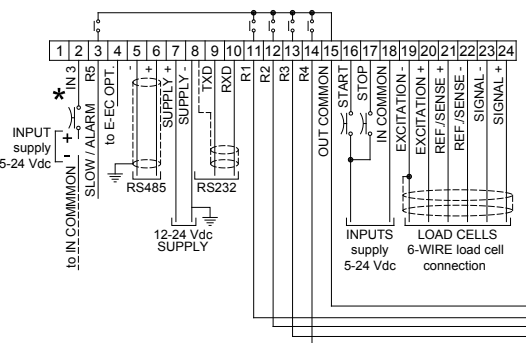 1 2 3 4 5 6 7 8 9 10 11 12 13 14 15 16 17 18 19 20 21 22 23 24
IN 3
R5
to E-EC OPT.
-
+
SUPPLY +
SUPPLY -
TXD
RXD
R1
R2
R3
R4
OUT COMMON
START
STOP
IN COMMON
EXCITATION -
EXCITATION +
REF./SENSE +
REF./SENSE -
SIGNAL -
SIGNAL +
*
SLOW / ALARM
+
-
INPUT
supply
5-24 Vdc
to IN COMMMON
RS485
RS232
12-24 Vdc
SUPPLY
INPUTS
supply
5-24 Vdc
LOAD CELLS
6-WIRE load cell
connection